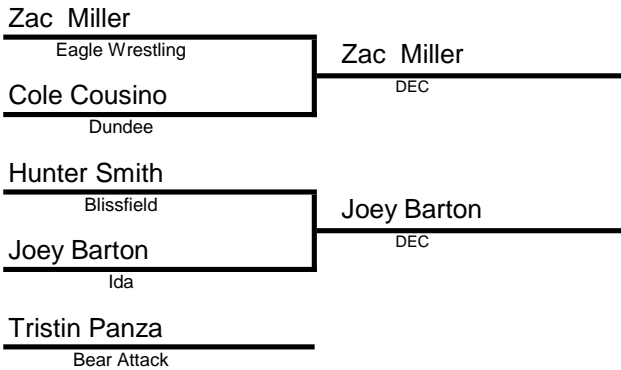 Zac Miller
Eagle Wrestling
Zac Miller
DEC
Cole Cousino
Dundee
Hunter Smith
Blissfield
Joey Barton
DEC
Joey Barton
Ida
Tristin Panza
Bear Attack